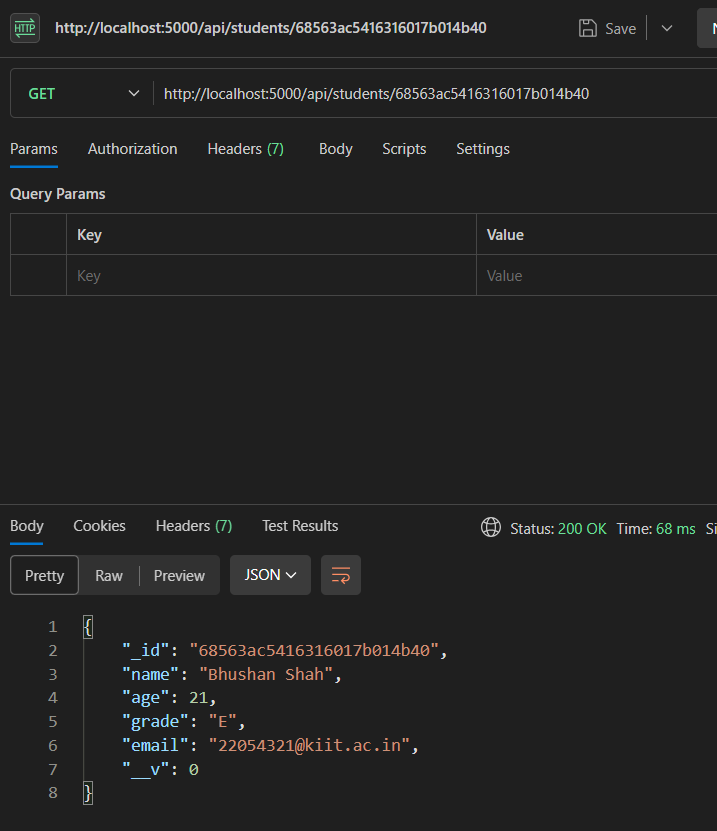 HTTP http://localhost:5000/api/students/68563ac5416316017b014b40 Save
GET http://localhost:5000/api/students/68563ac5416316017b014b40
Params Authorization Headers (7) Body Scripts Settings
Query Params
Key Value
Key Value
Body Cookies Headers (7) Test Results Status: 200 OK Time: 68 ms
Pretty Raw Preview JSON
1 {
2 "_id": "68563ac5416316017b014b40",
3 "name": "Bhushan Shah",
4 "age": 21,
5 "grade": "E",
6 "email": "22054321@kiit.ac.in",
7 "__v": 0
8 }